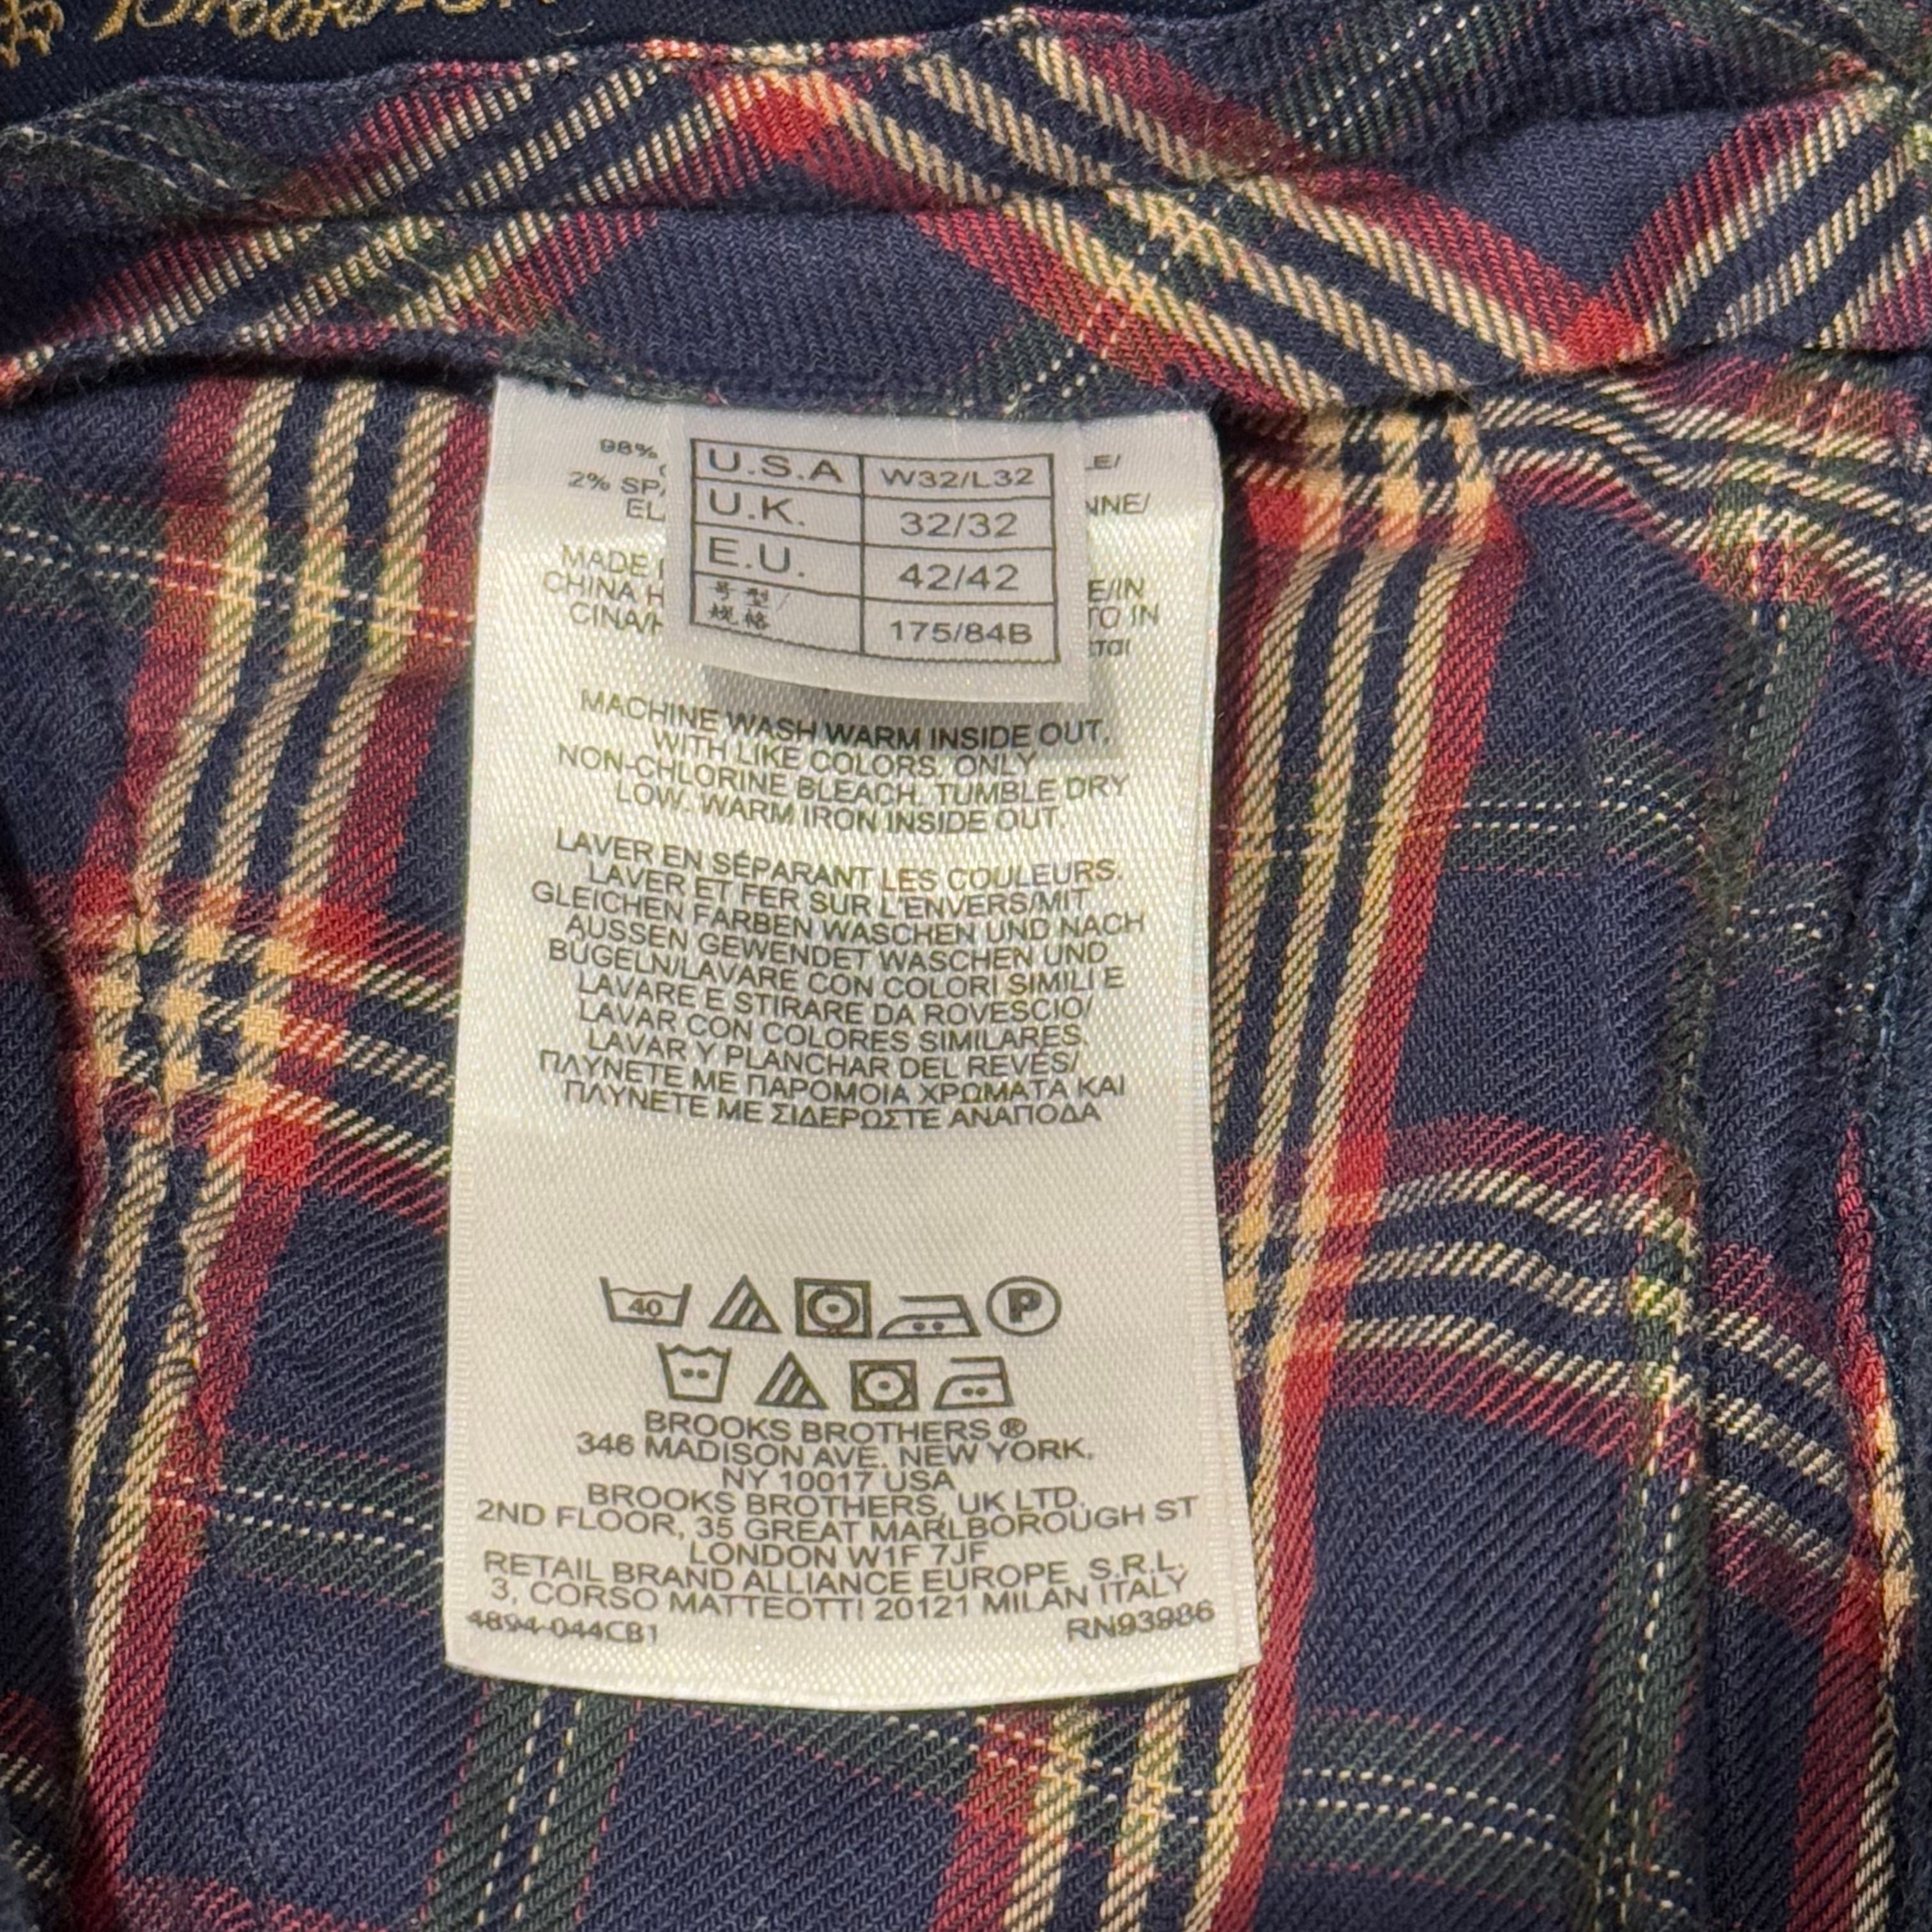 98%
2% SP
EL
MADE
CHINA
CINA/
E/
NNE/
E/IN
TO IN
ται
U.S.A W32/L32
U.K. 32/32
E.U. 42/42
号型/
规格 175/84B
MACHINE WASH WARM INSIDE OUT,
WITH LIKE COLORS, ONLY
NON-CHLORINE BLEACH. TUMBLE DRY
LOW. WARM IRON INSIDE OUT.
LAVER EN SÉPARANT LES COULEURS.
LAVER ET FER SUR L'ENVERS/MIT
GLEICHEN FARBEN WASCHEN UND NACH
AUSSEN GEWENDET WASCHEN UND
BÜGELN/LAVARE CON COLORI SIMILI E
LAVARE E STIRARE DA ROVESCIO/
LAVAR CON COLORES SIMILARES.
LAVAR Y PLANCHAR DEL REVÉS/
ΠΛΥΝΕΤΕ ΜΕ ΠΑΡΟΜΟΙΑ ΧΡΩΜΑΤΑ ΚΑΙ
ΠΛΥΝΕΤΕ ΜΕ ΣΙΔΕΡΩΣΤΕ ΑΝΑΠΟΔΑ
40
P
BROOKS BROTHERS ®
346 MADISON AVE. NEW YORK.
NY 10017 USA
BROOKS BROTHERS, UK LTD.
2ND FLOOR, 35 GREAT MARLBOROUGH ST
LONDON W1F 7JF
RETAIL BRAND ALLIANCE EUROPE S.R.L.
3, CORSO MATTEOTTI 20121 MILAN ITALY
4894-044CB1 RN93986